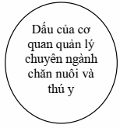 Dấu của cơ
quan quản lý
chuyên ngành
chăn nuôi và
thú y